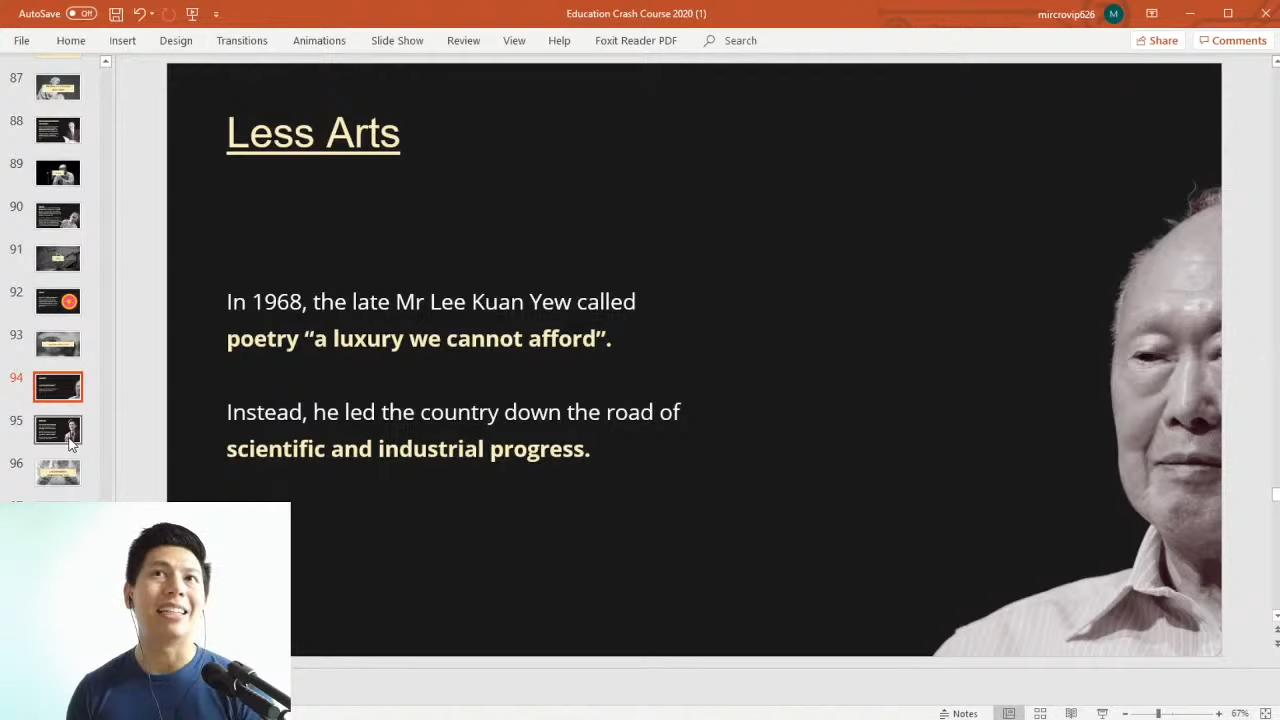 AutoSave Off
Education Crash Course 2020 (1)
mircrovip626 M
File Home Insert Design Transitions Animations Slide Show Review View Help Foxit Reader PDF Search Share Comments
87
88
89
90
91
92
93
94
96
Less Arts
In 1968, the late Mr Lee Kuan Yew called
poetry “a luxury we cannot afford”.
Instead, he led the country down the road of
scientific and industrial progress.
Notes
67%